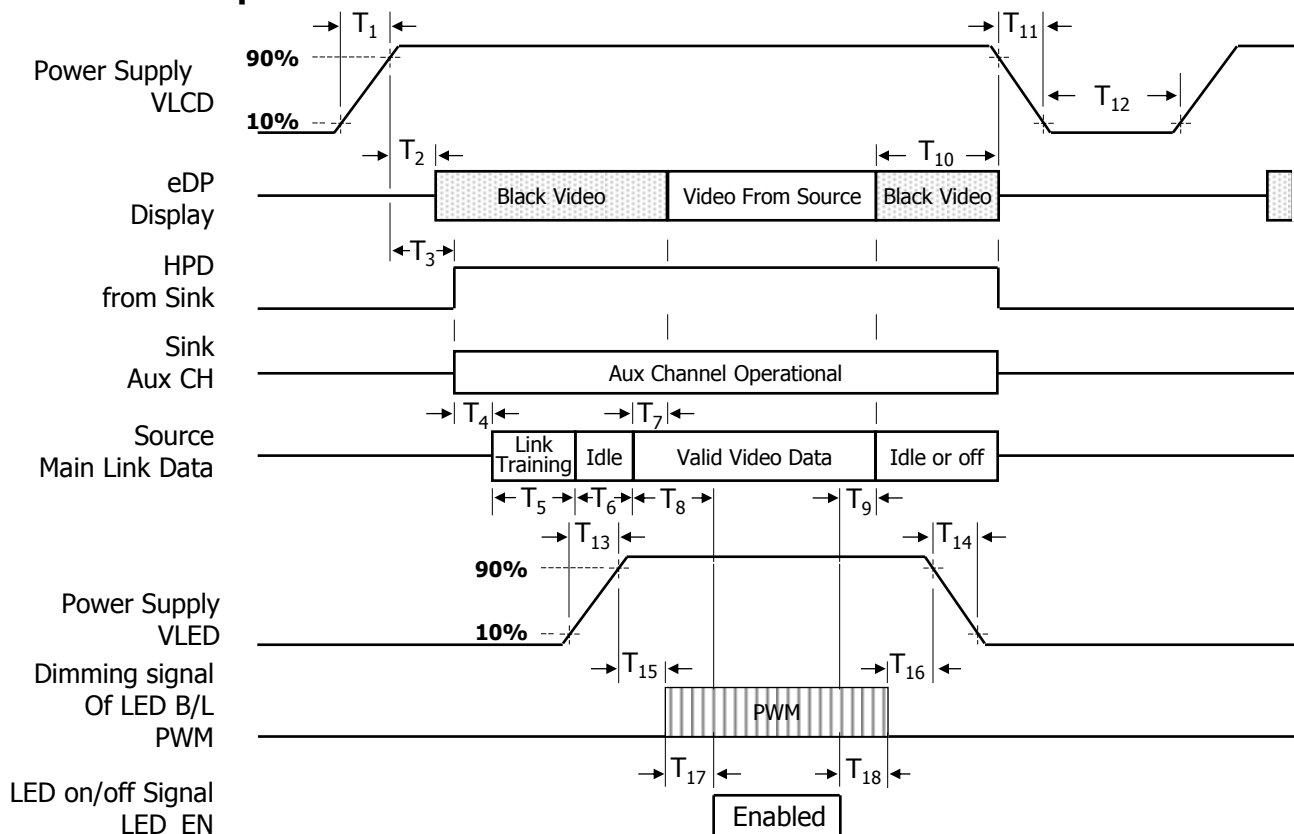 T1
T11
90%
Power Supply
VLCD
T12
10%
T2
T10
eDP
Display
Black Video
Video From Source
Black Video
T3
HPD
from Sink
Sink
Aux CH
Aux Channel Operational
T4
T7
Source
Main Link Data
Link
Training
Idle
Valid Video Data
Idle or off
T5
T6
T8
T9
T13
T14
90%
Power Supply
VLED
10%
T15
T16
Dimming signal
Of LED B/L
PWM
PWM
T17
T18
LED on/off Signal
LED_EN
Enabled